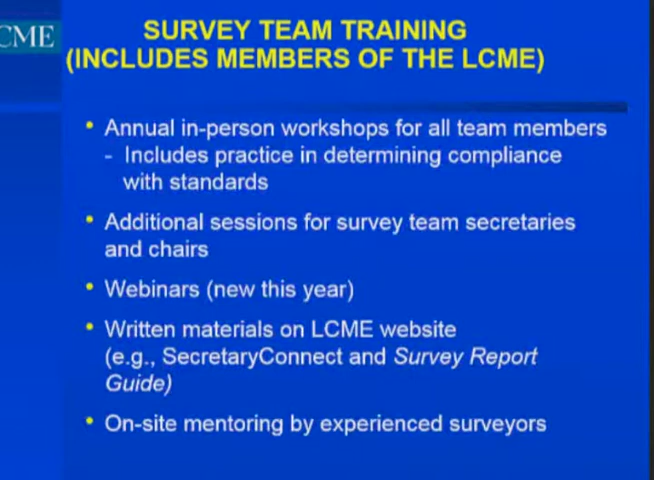 CME
SURVEY TEAM TRAINING
(INCLUDES MEMBERS OF THE LCME)
• Annual in-person workshops for all team members
- Includes practice in determining compliance
with standards
• Additional sessions for survey team secretaries
and chairs
• Webinars (new this year)
• Written materials on LCME website
(e.g., SecretaryConnect and Survey Report
Guide)
• On-site mentoring by experienced surveyors